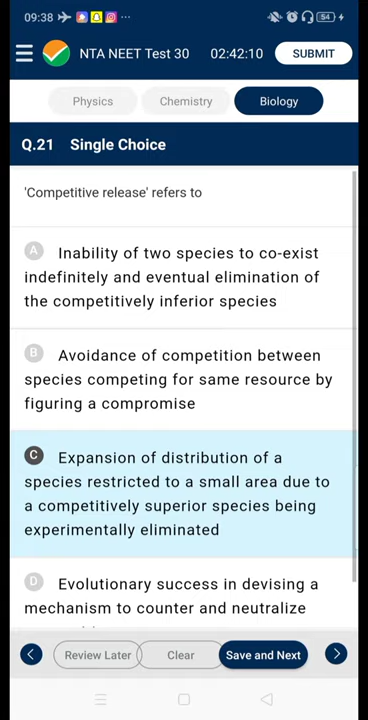 09:38 ... 54
NTA NEET Test 30 02:42:10 SUBMIT
Physics Chemistry Biology
Q.21 Single Choice
'Competitive release' refers to
A Inability of two species to co-exist
indefinitely and eventual elimination of
the competitively inferior species
B Avoidance of competition between
species competing for same resource by
figuring a compromise
C Expansion of distribution of a
species restricted to a small area due to
a competitively superior species being
experimentally eliminated
D Evolutionary success in devising a
mechanism to counter and neutralize
Review Later Clear Save and Next